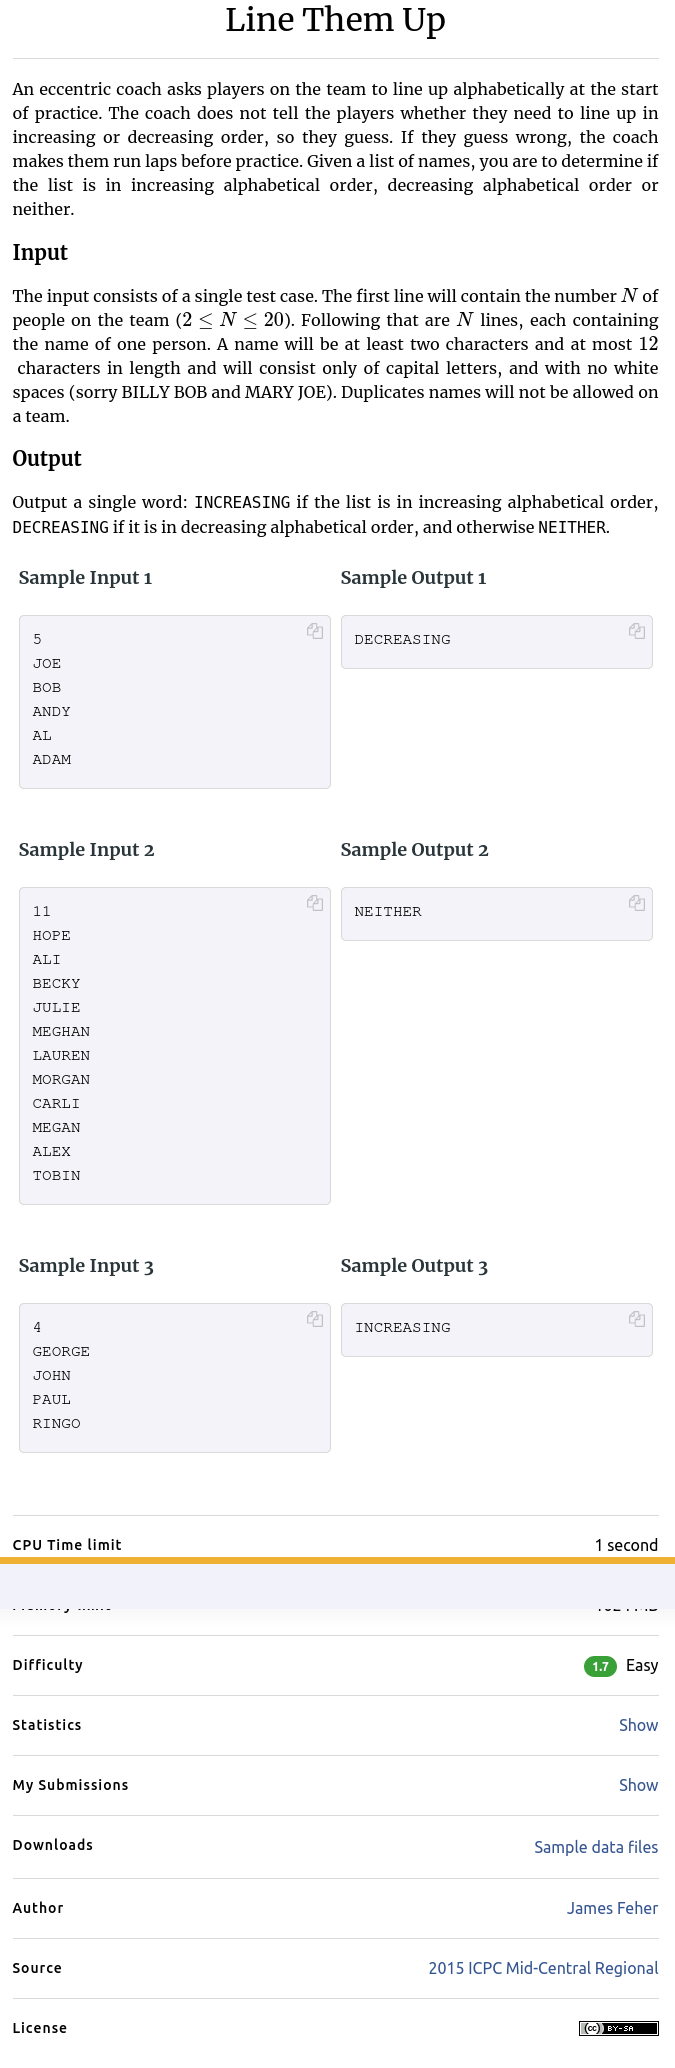 Line Them Up
An eccentric coach asks players on the team to line up alphabetically at the start
of practice. The coach does not tell the players whether they need to line up in
increasing or decreasing order, so they guess. If they guess wrong, the coach
makes them run laps before practice. Given a list of names, you are to determine if
the list is in increasing alphabetical order, decreasing alphabetical order or
neither.
Input
The input consists of a single test case. The first line will contain the number N of
people on the team (2 ≤ N ≤ 20). Following that are N lines, each containing
the name of one person. A name will be at least two characters and at most 12
characters in length and will consist only of capital letters, and with no white
spaces (sorry BILLY BOB and MARY JOE). Duplicates names will not be allowed on
a team.
Output
Output a single word: INCREASING if the list is in increasing alphabetical order,
DECREASING if it is in decreasing alphabetical order, and otherwise NEITHER.
Sample Input 1
Sample Output 1
5
JOE
BOB
ANDY
AL
ADAM
DECREASING
Sample Input 2
Sample Output 2
11
HOPE
ALI
BECKY
JULIE
MEGHAN
LAUREN
MORGAN
CARLI
MEGAN
ALEX
TOBIN
NEITHER
Sample Input 3
Sample Output 3
4
GEORGE
JOHN
PAUL
RINGO
INCREASING
CPU Time limit 1 second
Difficulty 1.7 Easy
Statistics Show
My Submissions Show
Downloads Sample data files
Author James Feher
Source 2015 ICPC Mid-Central Regional
License (cc) BY-SA